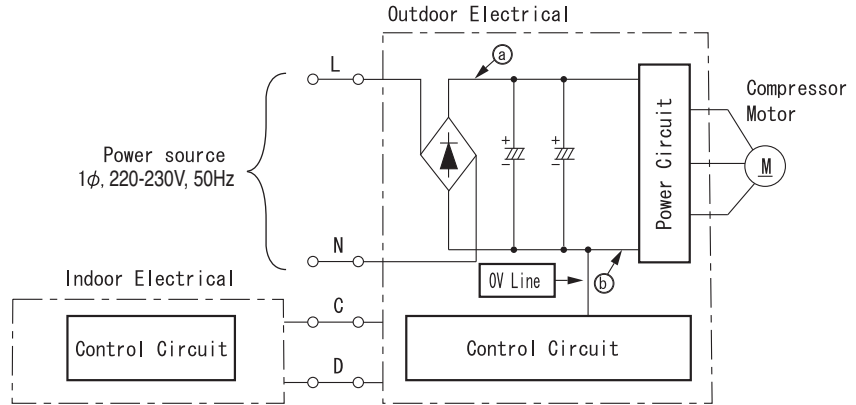 Outdoor Electrical
L
a
Compressor
Motor
+
-
+
-
Power Circuit
M
Power source
1ϕ, 220-230V, 50Hz
N
0V Line
b
Indoor Electrical
C
Control Circuit
Control Circuit
D